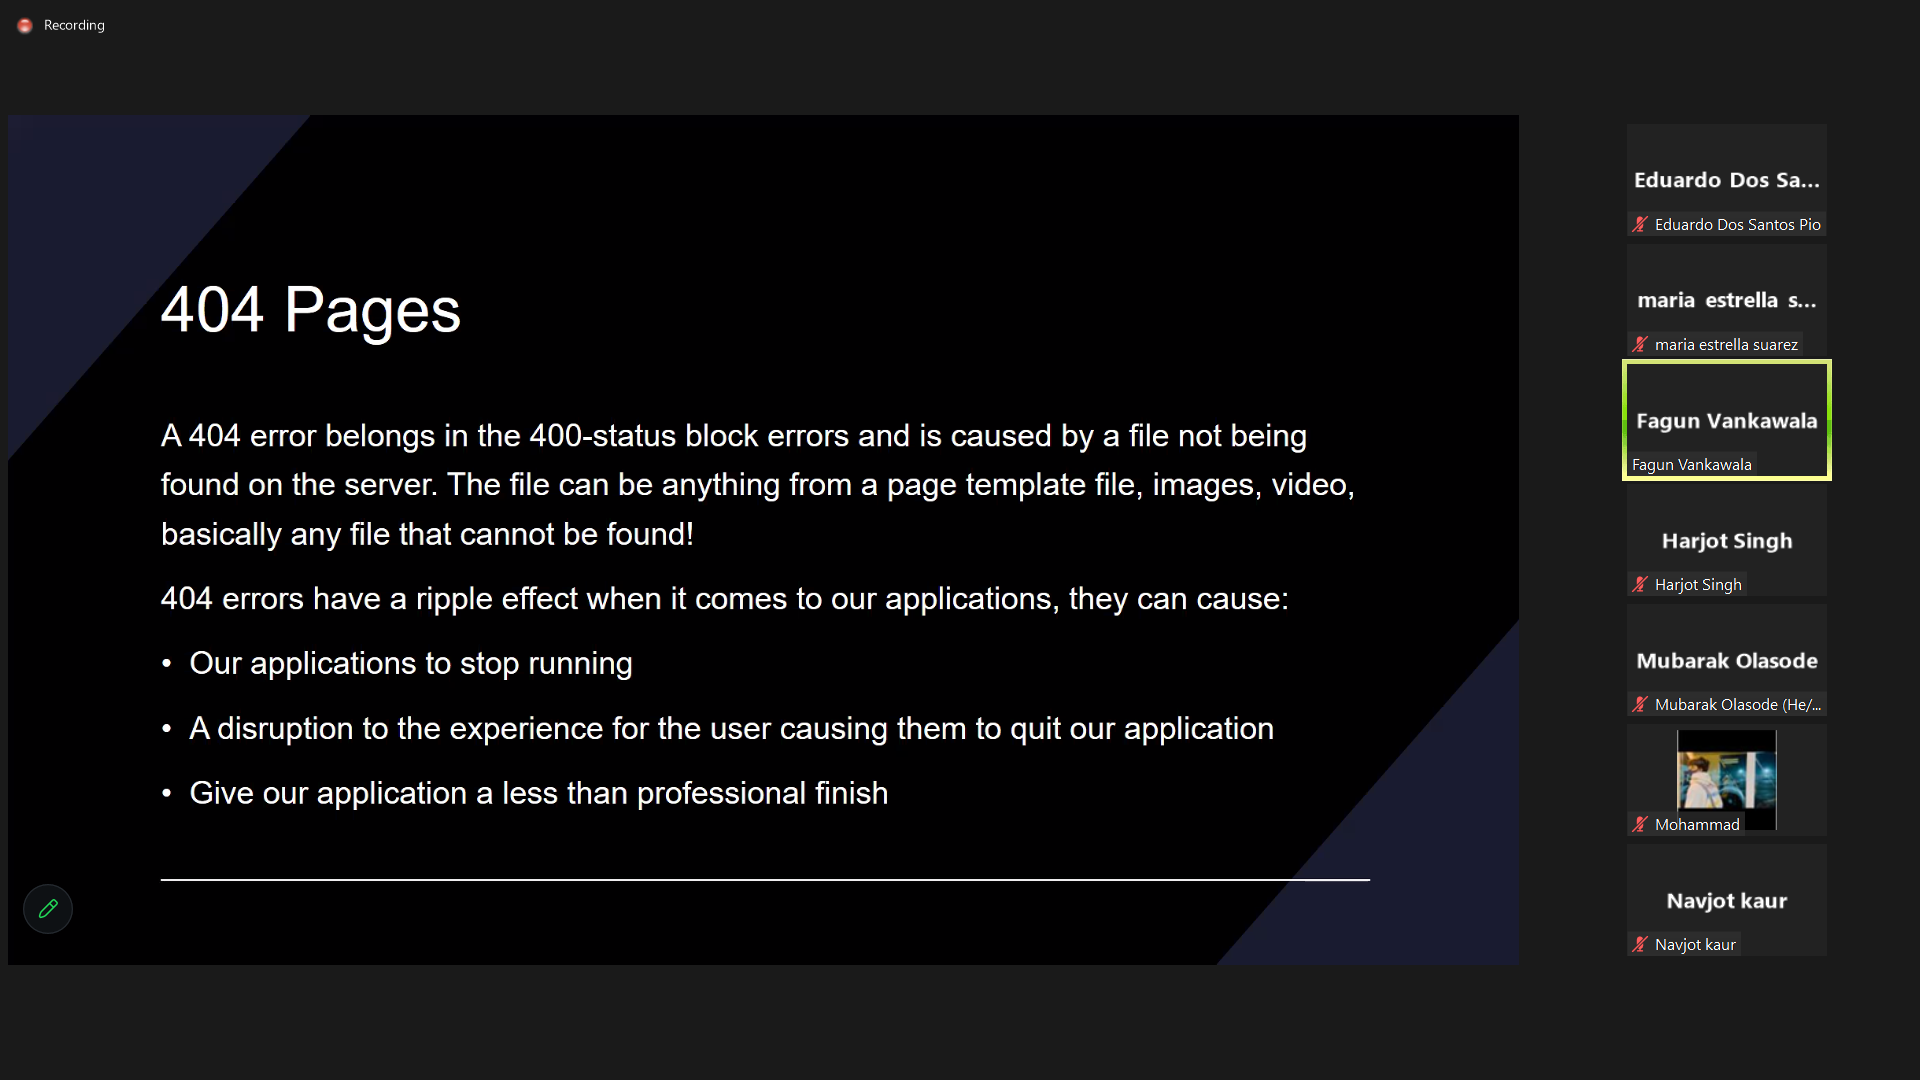 Recording
404 Pages
A 404 error belongs in the 400-status block errors and is caused by a file not being
found on the server. The file can be anything from a page template file, images, video,
basically any file that cannot be found!
404 errors have a ripple effect when it comes to our applications, they can cause:
• Our applications to stop running
• A disruption to the experience for the user causing them to quit our application
• Give our application a less than professional finish
Eduardo Dos Sa...
Eduardo Dos Santos Pio
maria estrella s...
maria estrella suarez
Fagun Vankawala
Fagun Vankawala
Harjot Singh
Harjot Singh
Mubarak Olasode
Mubarak Olasode (He/...
Mohammad
Navjot kaur
Navjot kaur